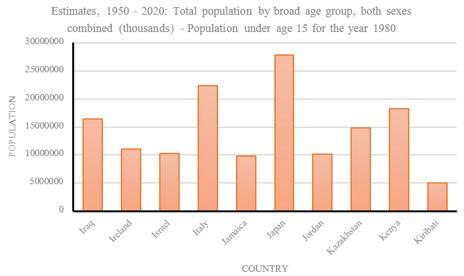 Estimates, 1950 - 2020: Total population by broad age group, both sexes
combined (thousands) - Population under age 15 for the year 1980
30000000
25000000
20000000
15000000
10000000
5000000
0
POPULATION
Iraq
Ireland
Israel
Italy
Jamaica
Japan
Jordan
Kazakhstan
Kenya
Kiribati
COUNTRY